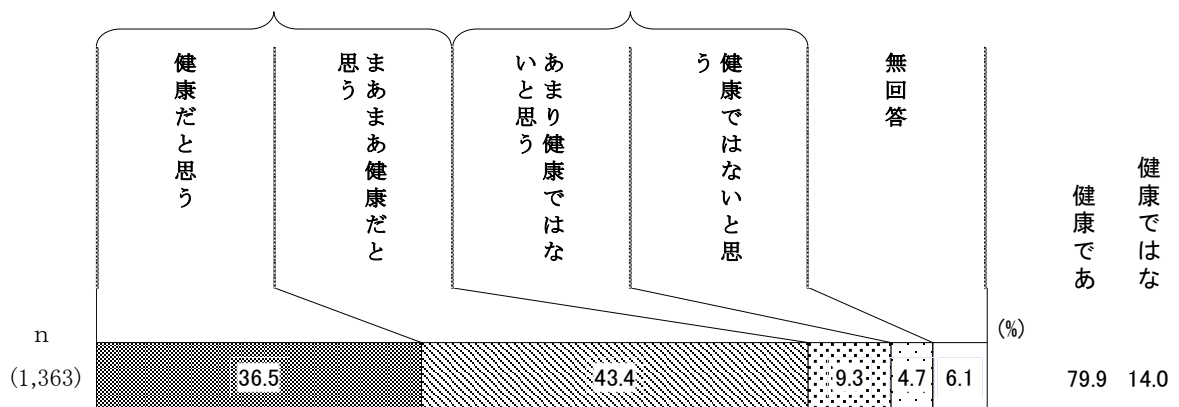 健康だと思う
まあまあ健康だと
思う
あまり健康ではな
いと思う
健康ではないと思
う
無回答
健康であ
健康ではな
(%)
n
(1,363)
36.5
43.4
9.3
4.7
6.1
79.9
14.0